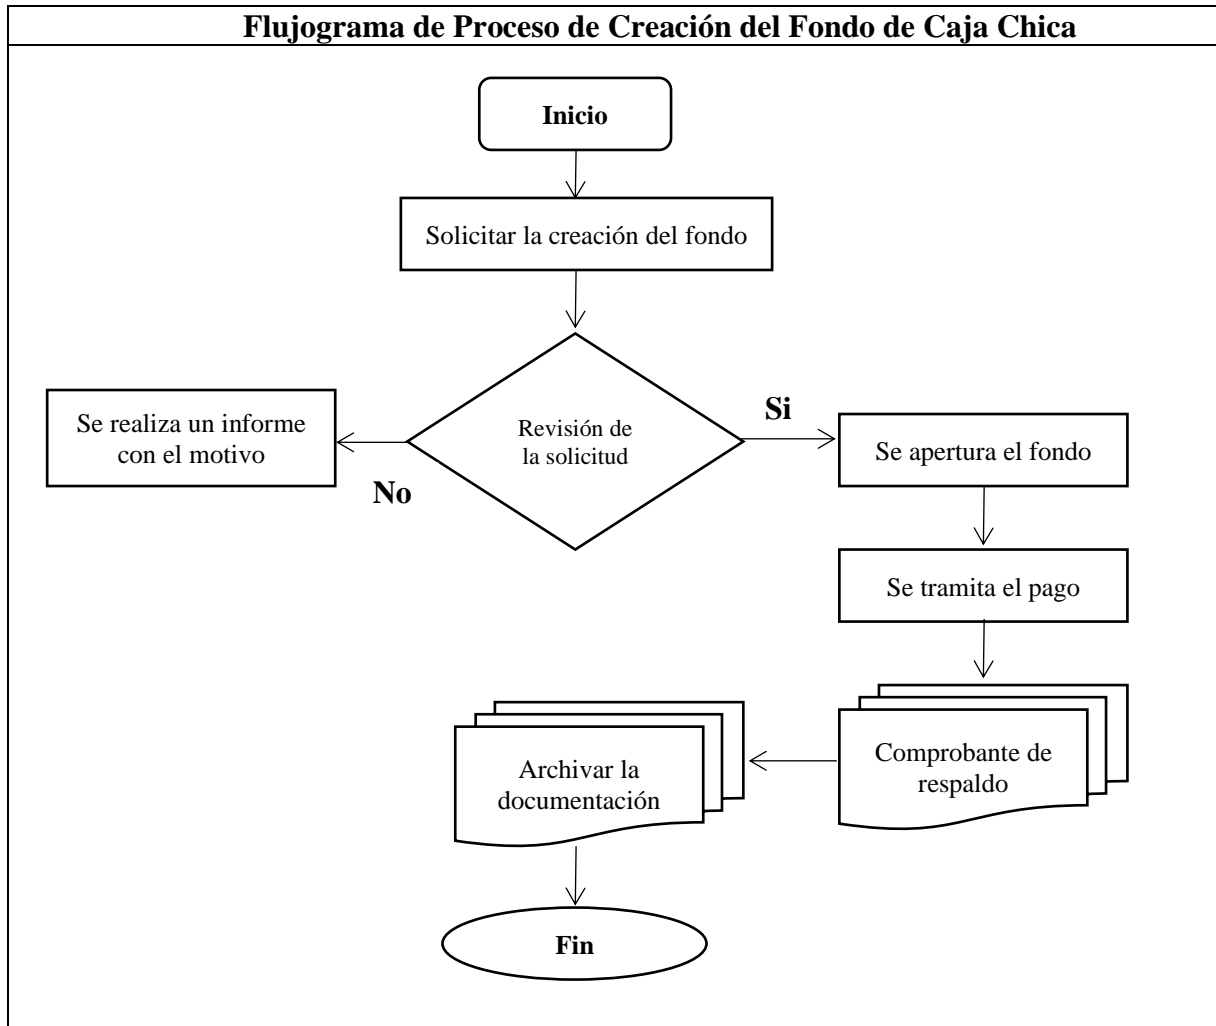 Flujograma de Proceso de Creación del Fondo de Caja Chica
Inicio
Solicitar la creación del fondo
Revisión de
la solicitud
Si
No
Se realiza un informe
con el motivo
Se apertura el fondo
Se tramita el pago
Comprobante de
respaldo
Archivar la
documentación
Fin